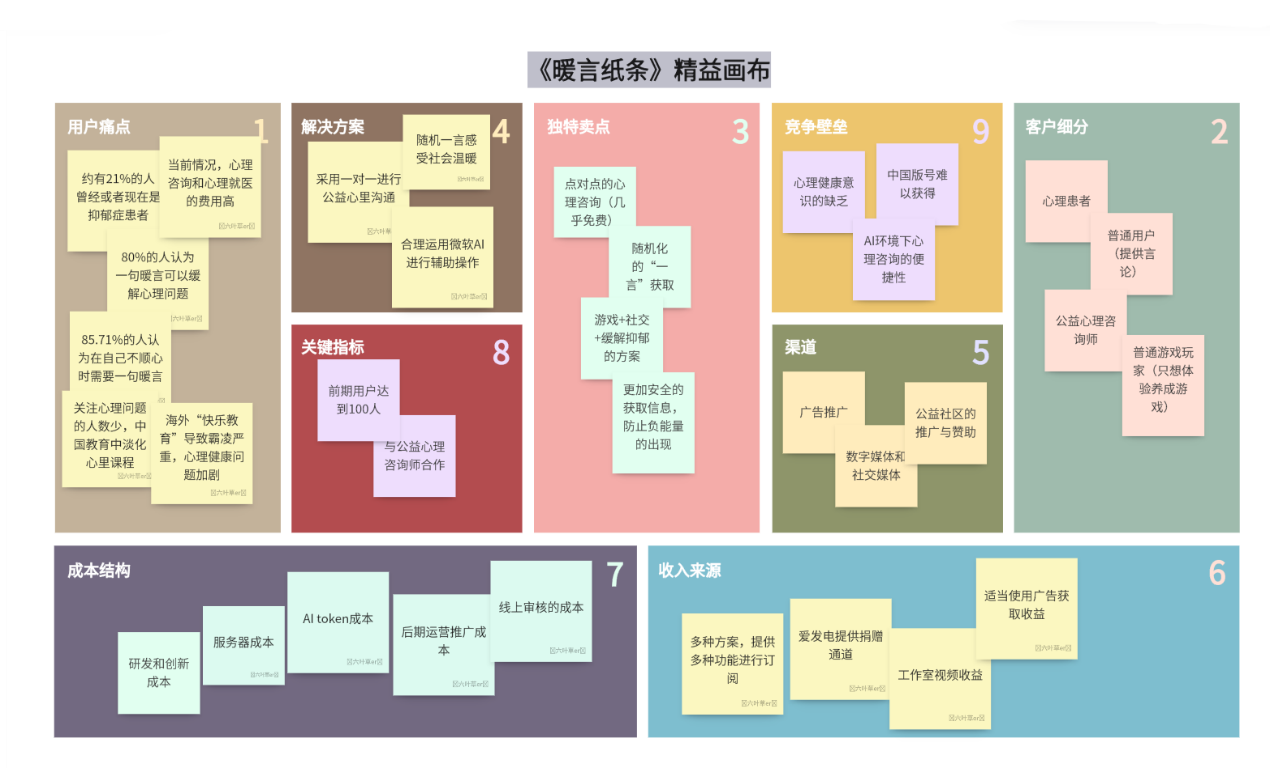 《暖言纸条》精益画布
用户痛点
1
约有21%的人
曾经或者现在是
抑郁症患者
当前情况，心理
咨询和心理就医
的费用高
80%的人认为
一句暖言可以缓
解心理问题
85.71%的人认
为在自己不顺心
时需要一句暖言
关注心理问题
的人数少，中
国教育中淡化
心里课程
海外“快乐教
育”导致霸凌严
重，心理健康问
题加剧
解决方案
4
随机一言感
受社会温暖
采用一对一进行
公益心里沟通
合理运用微软AI
进行辅助操作
关键指标
8
前期用户达
到100人
与公益心理
咨询师合作
独特卖点
3
点对点的心
理咨询（几
乎免费）
随机化
的“一
言”获取
游戏+社交
+缓解抑郁
的方案
更加安全的
获取信息，
防止负能量
的出现
竞争壁垒
9
心理健康意
识的缺乏
中国版号难
以获得
AI环境下心
理咨询的便
捷性
渠道
5
广告推广
数字媒体和
社交媒体
公益社区的
推广与赞助
客户细分
2
心理患者
普通用户
（提供言
论）
公益心理咨
询师
普通游戏玩
家（只想体
验养成游
戏）
成本结构
7
研发和创新
成本
服务器成本
AI token成本
后期运营推广成
本
线上审核的成本
收入来源
6
多种方案，提供
多种功能进行订
阅
爱发电提供捐赠
通道
工作室视频收益
适当使用广告获
取收益